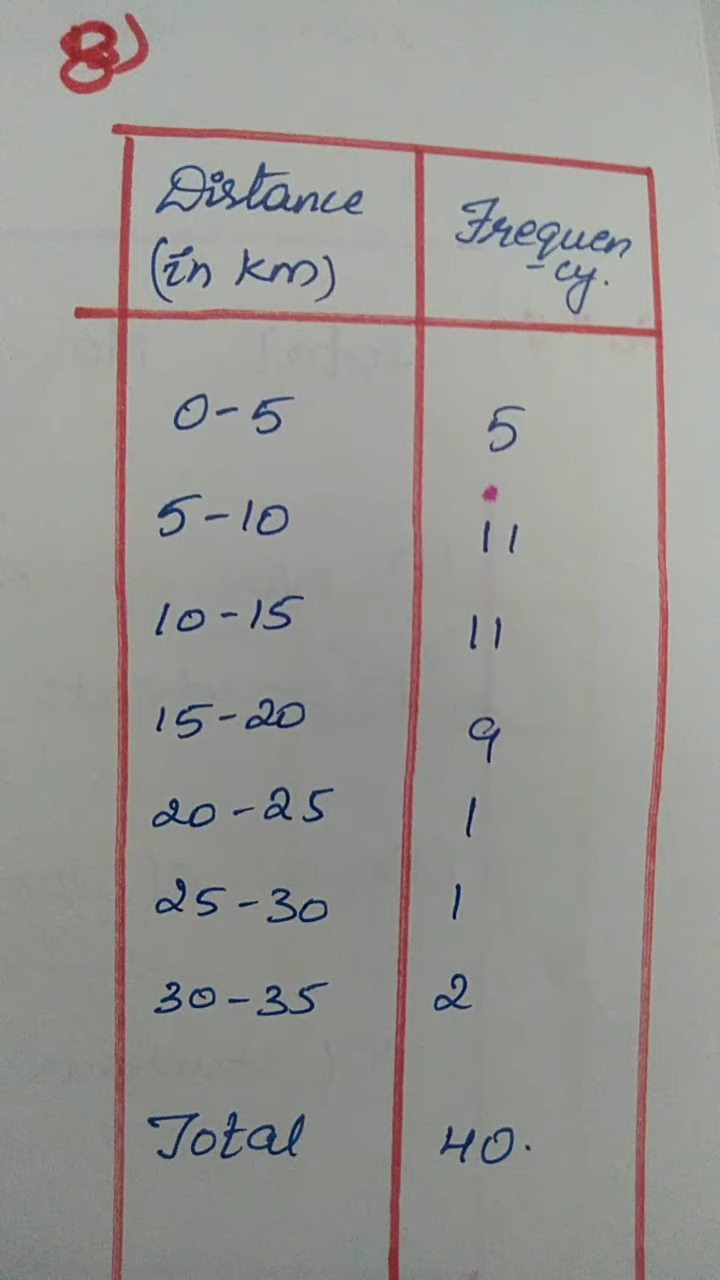 8)
Distance
(in km)
Frequen
-cy.
0-5 5
5-10 11
10-15 11
15-20 9
20-25 1
25-30 1
30-35 2
Total 40.